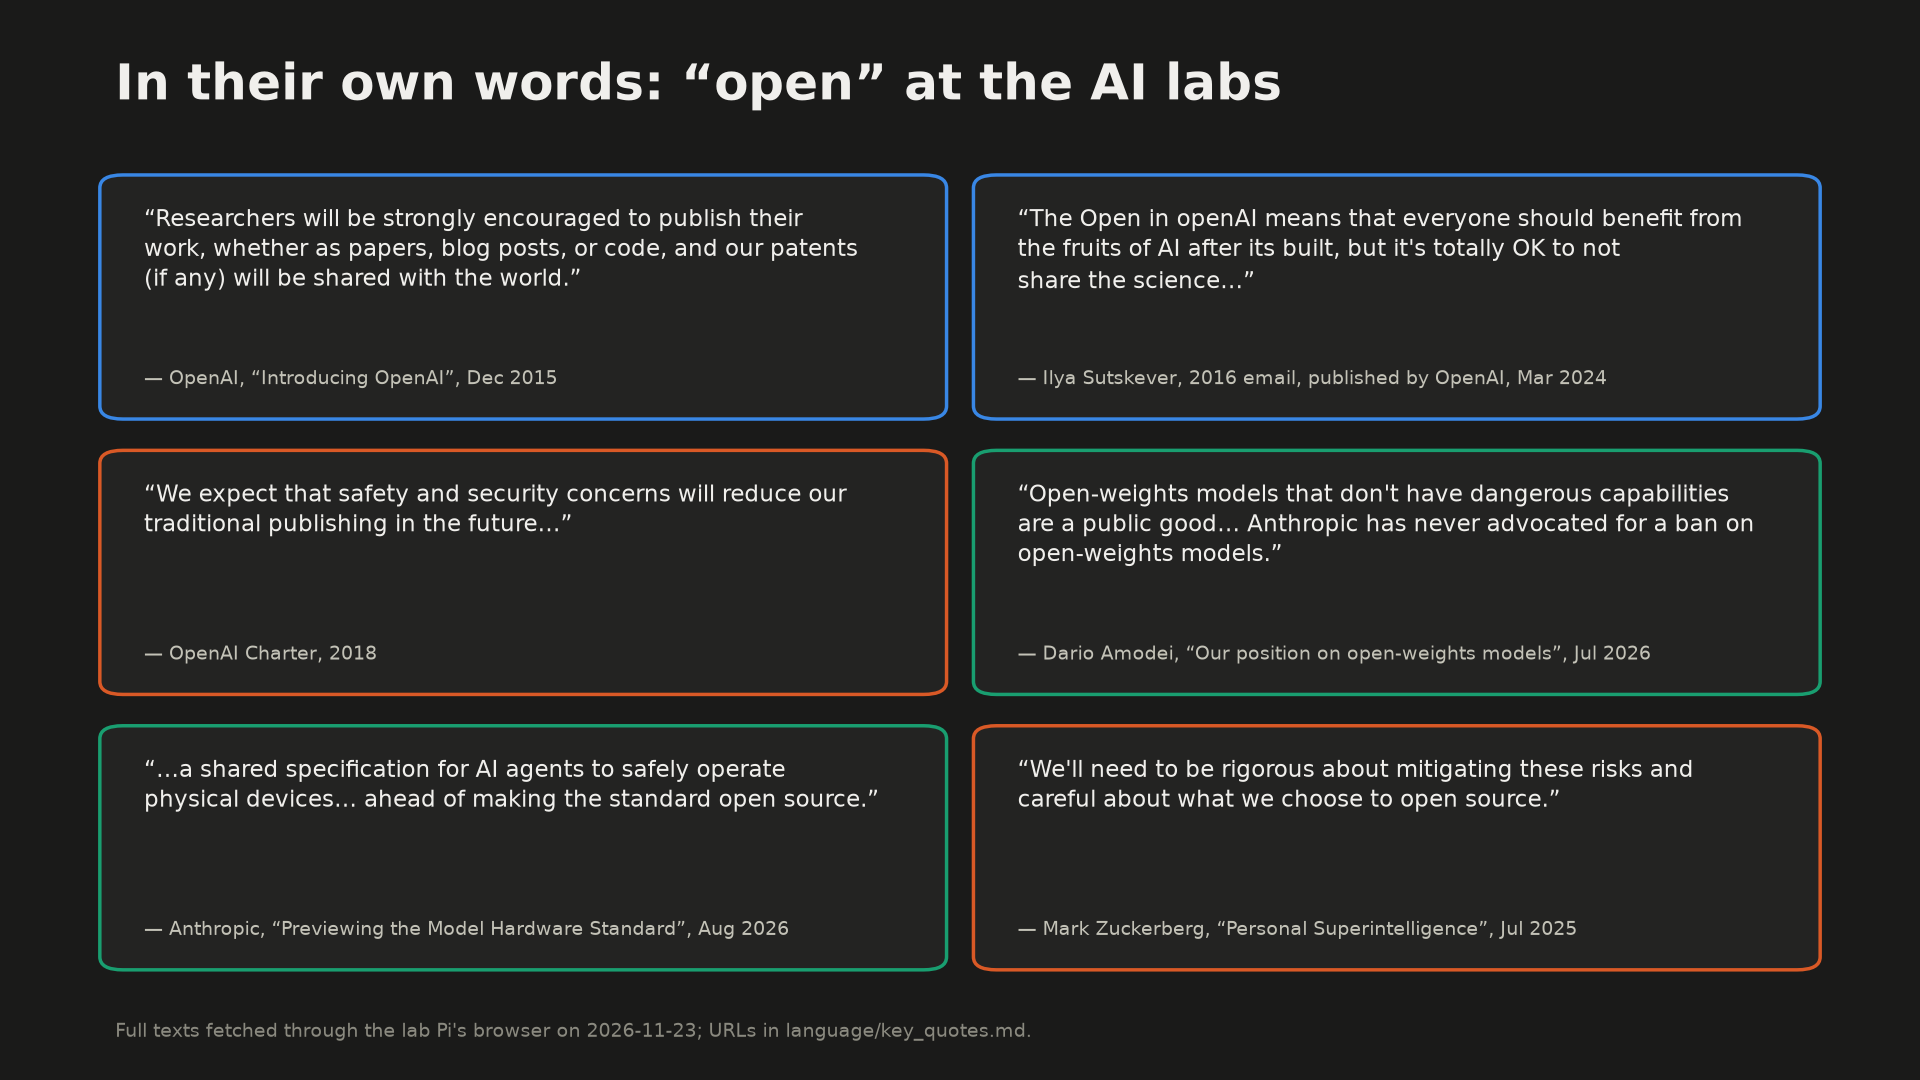 In their own words: “open” at the AI labs
“Researchers will be strongly encouraged to publish their
work, whether as papers, blog posts, or code, and our patents
(if any) will be shared with the world.”
— OpenAI, “Introducing OpenAI”, Dec 2015
“The Open in openAI means that everyone should benefit from
the fruits of AI after its built, but it's totally OK to not
share the science…”
— Ilya Sutskever, 2016 email, published by OpenAI, Mar 2024
“We expect that safety and security concerns will reduce our
traditional publishing in the future…”
— OpenAI Charter, 2018
“Open-weights models that don't have dangerous capabilities
are a public good… Anthropic has never advocated for a ban on
open-weights models.”
— Dario Amodei, “Our position on open-weights models”, Jul 2026
“…a shared specification for AI agents to safely operate
physical devices… ahead of making the standard open source.”
— Anthropic, “Previewing the Model Hardware Standard”, Aug 2026
“We'll need to be rigorous about mitigating these risks and
careful about what we choose to open source.”
— Mark Zuckerberg, “Personal Superintelligence”, Jul 2025
Full texts fetched through the lab Pi's browser on 2026-11-23; URLs in language/key_quotes.md.